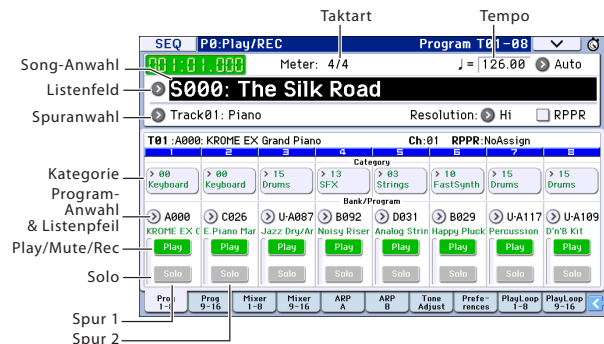 Taktart
Tempo
SEQ P0:Play/REC Program T01-08
001:01.000 Meter: 4/4 ♩= 126.00 Auto
Song-Anwahl
Listenfeld
S000: The Silk Road
Spuranwahl
Track01: Piano Resolution: Hi RPPR
T01 :A000: KROME EX Grand Piano Ch:01 RPPR:NoAssign
1 2 3 4 5 6 7 8
Category
Kategorie
> 00 Keyboard > 00 Keyboard > 15 Drums > 13 SFX > 03 Strings > 10 FastSynth > 15 Drums > 15 Drums
Bank/Program
Program-
Anwahl
& Listenpfeil
A000 C026 U-A087 B092 D031 B029 U-A117 U-A109
KROME EX G E.Piano Mar Jazz Dry/Ar Noisy Riser Analog Strin Happy Pluck Percussion D'n'B Kit
Play/Mute/Rec
Play Play Play Play Play Play Play Play
Solo
Solo Solo Solo Solo Solo Solo Solo Solo
Prog 1-8 Prog 9-16 Mixer 1-8 Mixer 9-16 ARP A ARP B Tone Adjust Prefe-rences PlayLoop 1-8 PlayLoop 9-16
Spur 1
Spur 2